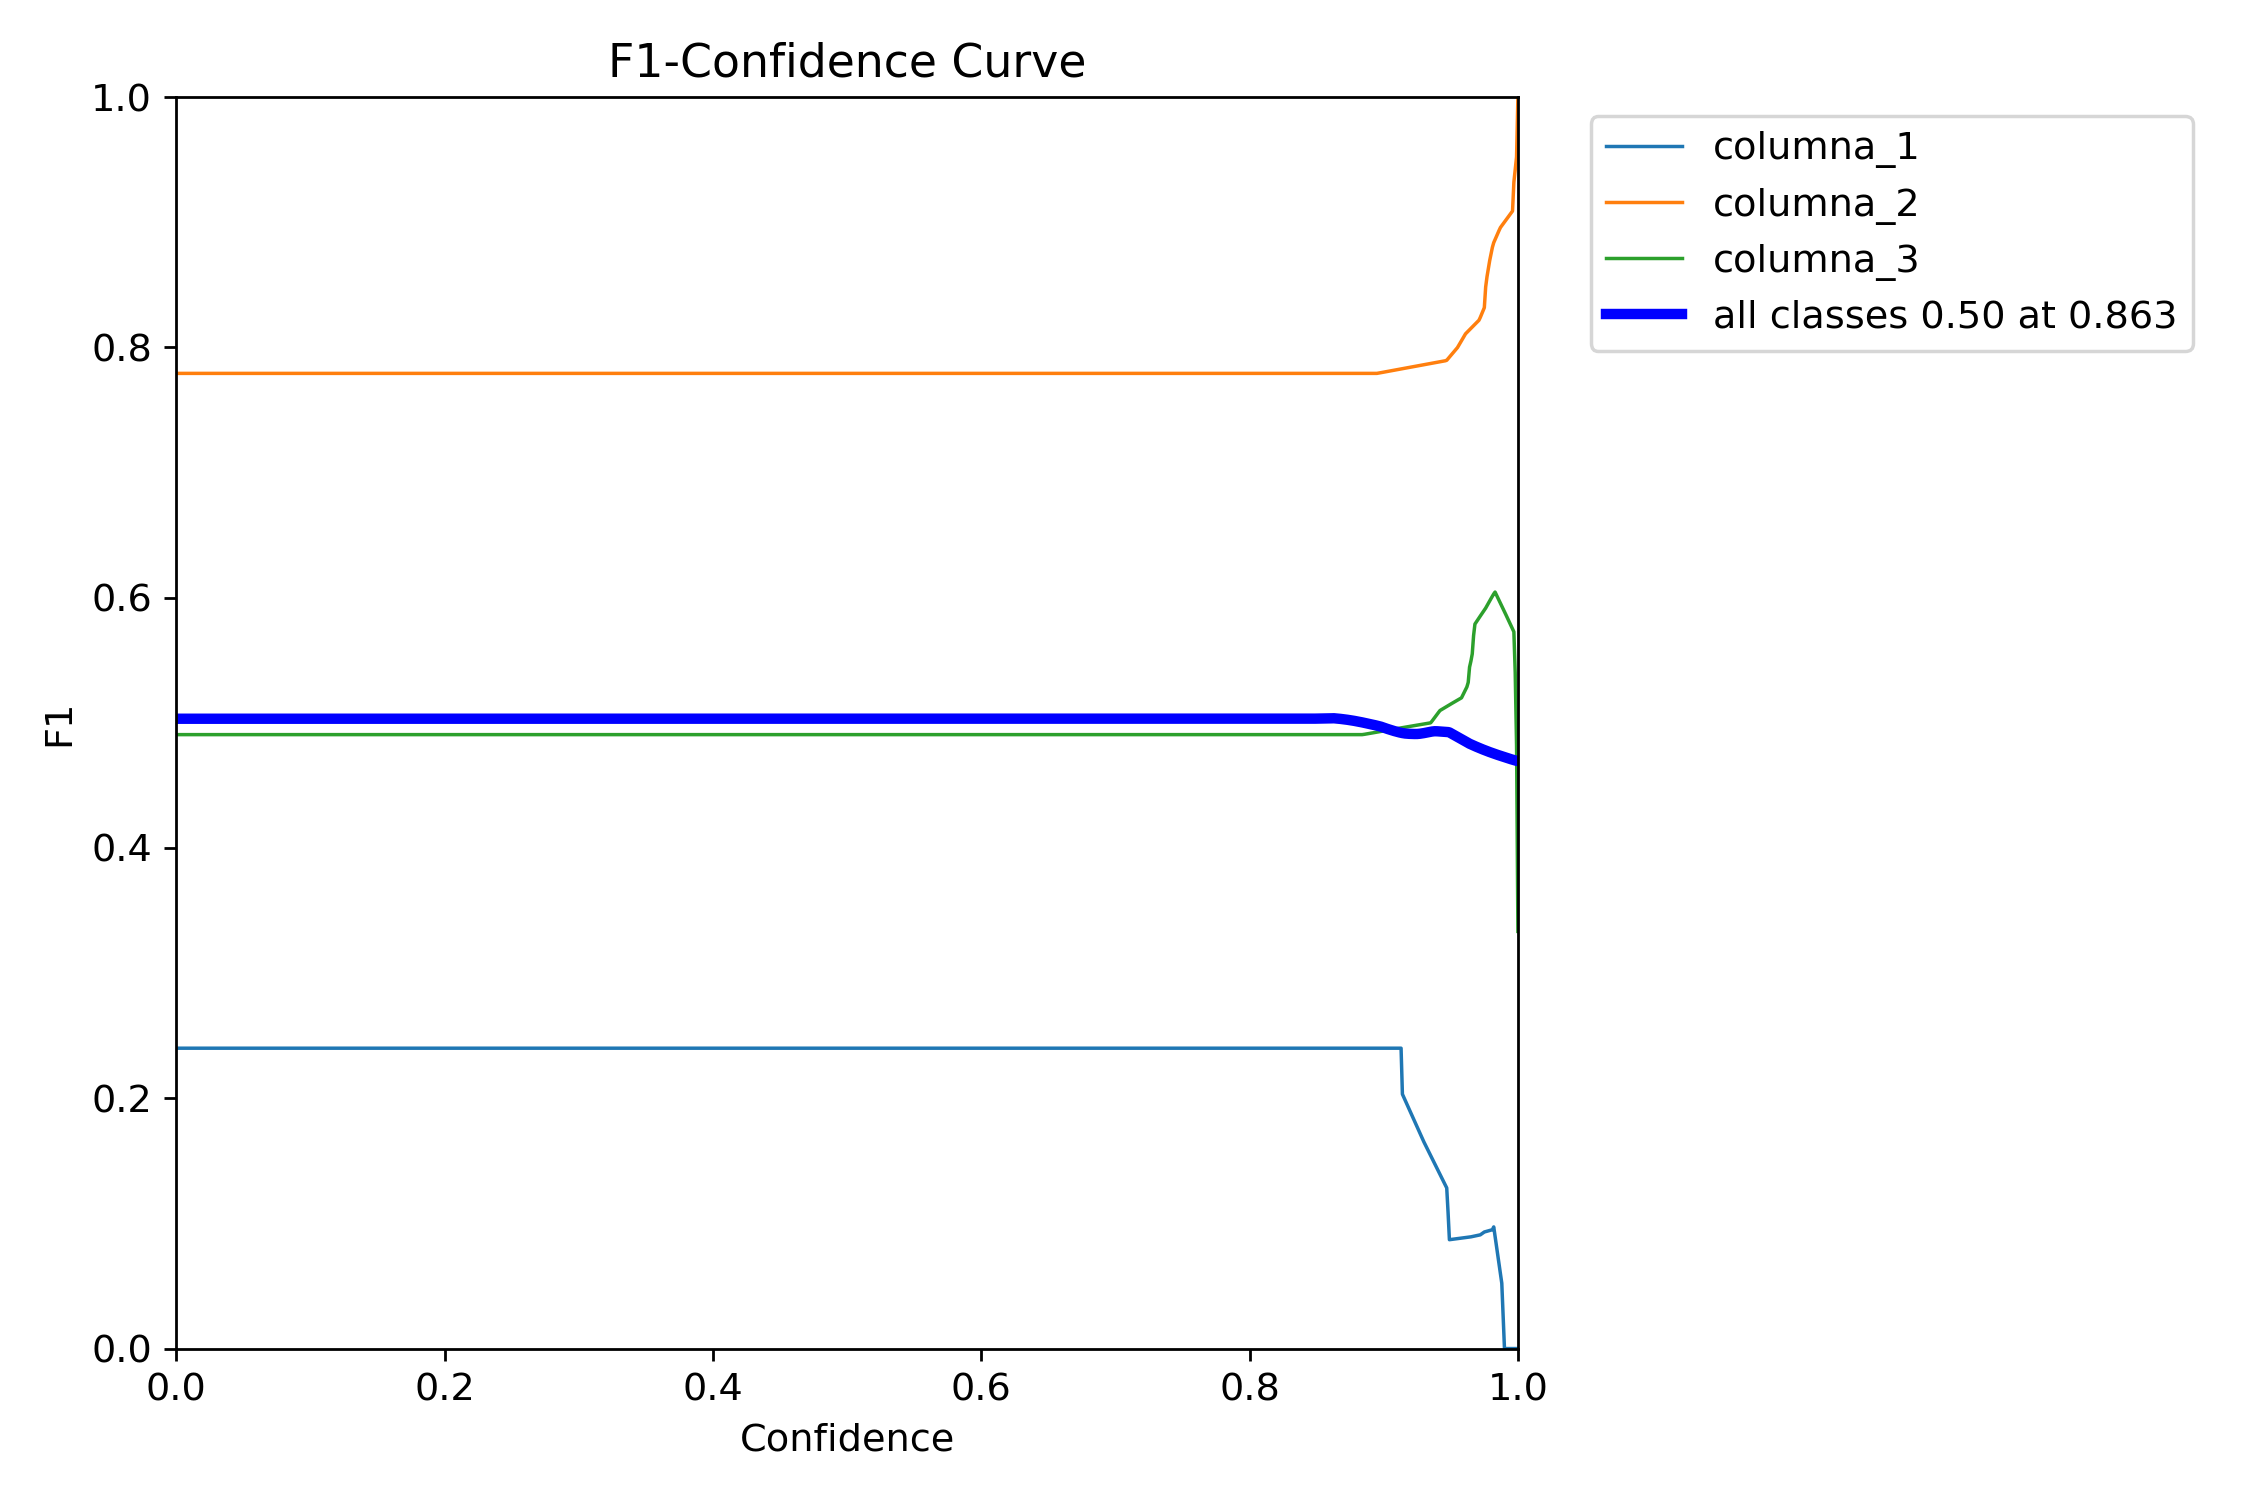 F1-Confidence Curve
1.0
0.8
0.6
0.4
0.2
0.0
F1
0.0 0.2 0.4 0.6 0.8 1.0
Confidence
columna_1
columna_2
columna_3
all classes 0.50 at 0.863